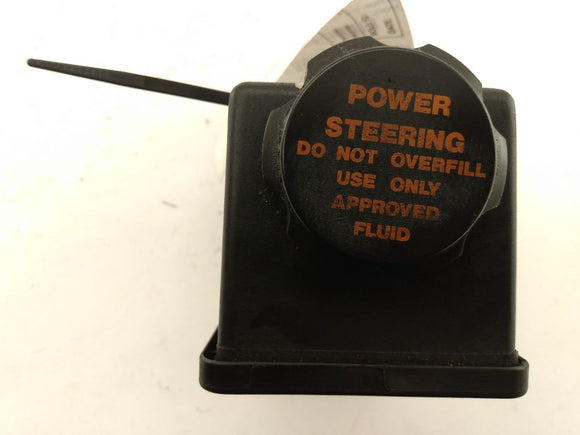 POWER
STEERING
DO NOT OVERFILL
USE ONLY
APPROVED
FLUID